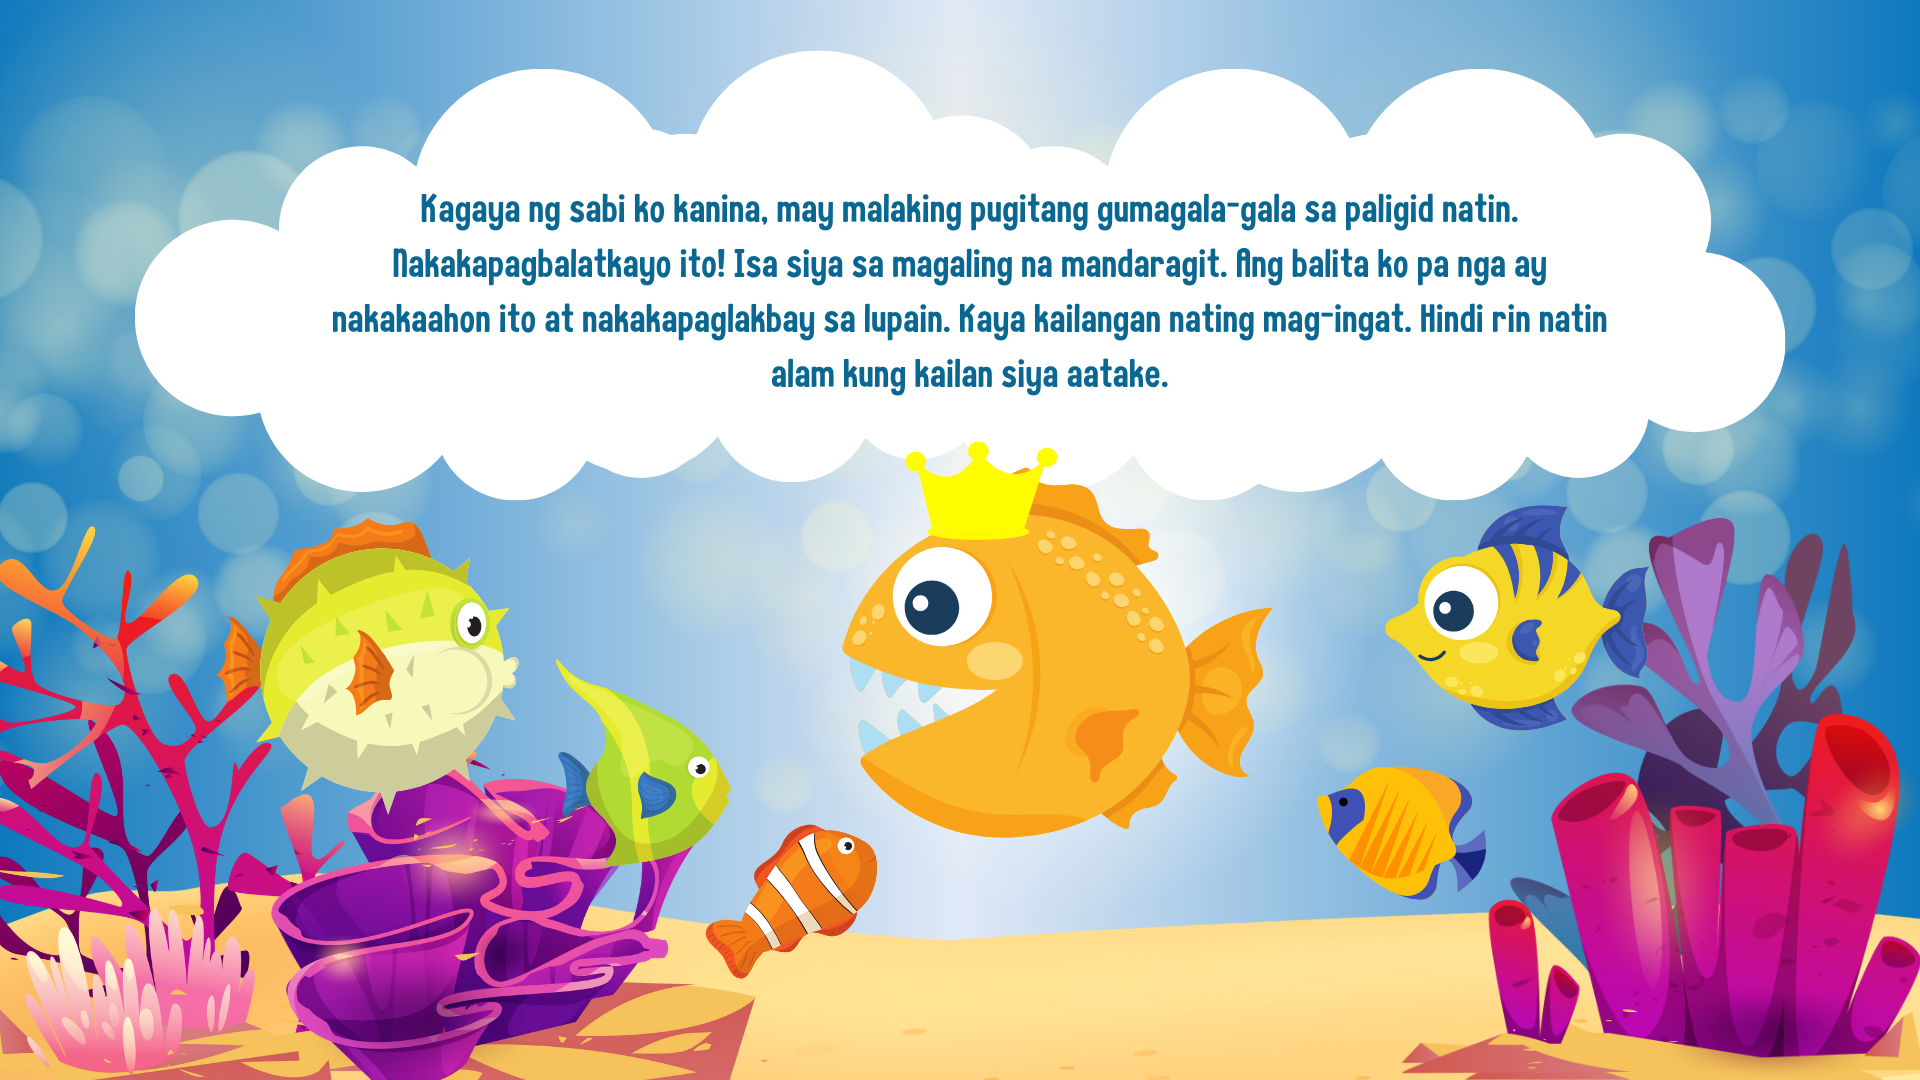 Kagaya ng sabi ko kanina, may malaking pugitang gumagala-gala sa paligid natin.
Nakakapagbalatkayo ito! Isa siya sa magaling na mandaragit. Ang balita ko pa nga ay
nakakaahon ito at nakakapaglakbay sa lupain. Kaya kailangan nating mag-ingat. Hindi rin natin
alam kung kailan siya aatake.